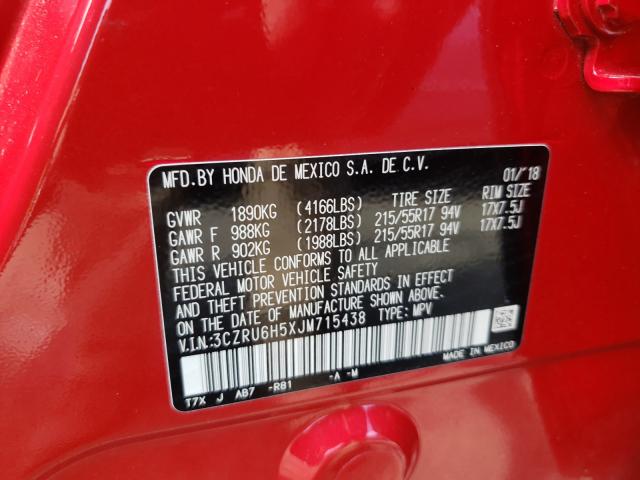 MFD.BY HONDA DE MEXICO S.A. DE C.V.
01/'18
TIRE SIZE RIM SIZE
GVWR 1890KG (4166LBS)
GAWR F 988KG (2178LBS) 215/55R17 94V 17X7.5J
GAWR R 902KG (1988LBS) 215/55R17 94V 17X7.5J
THIS VEHICLE CONFORMS TO ALL APPLICABLE
FEDERAL MOTOR VEHICLE SAFETY
AND THEFT PREVENTION STANDARDS IN EFFECT
ON THE DATE OF MANUFACTURE SHOWN ABOVE.
V.I.N.:3CZRU6H5XJM715438 TYPE: MPV
T7X J AB7 -R81 -A -M
MADE IN MEXICO